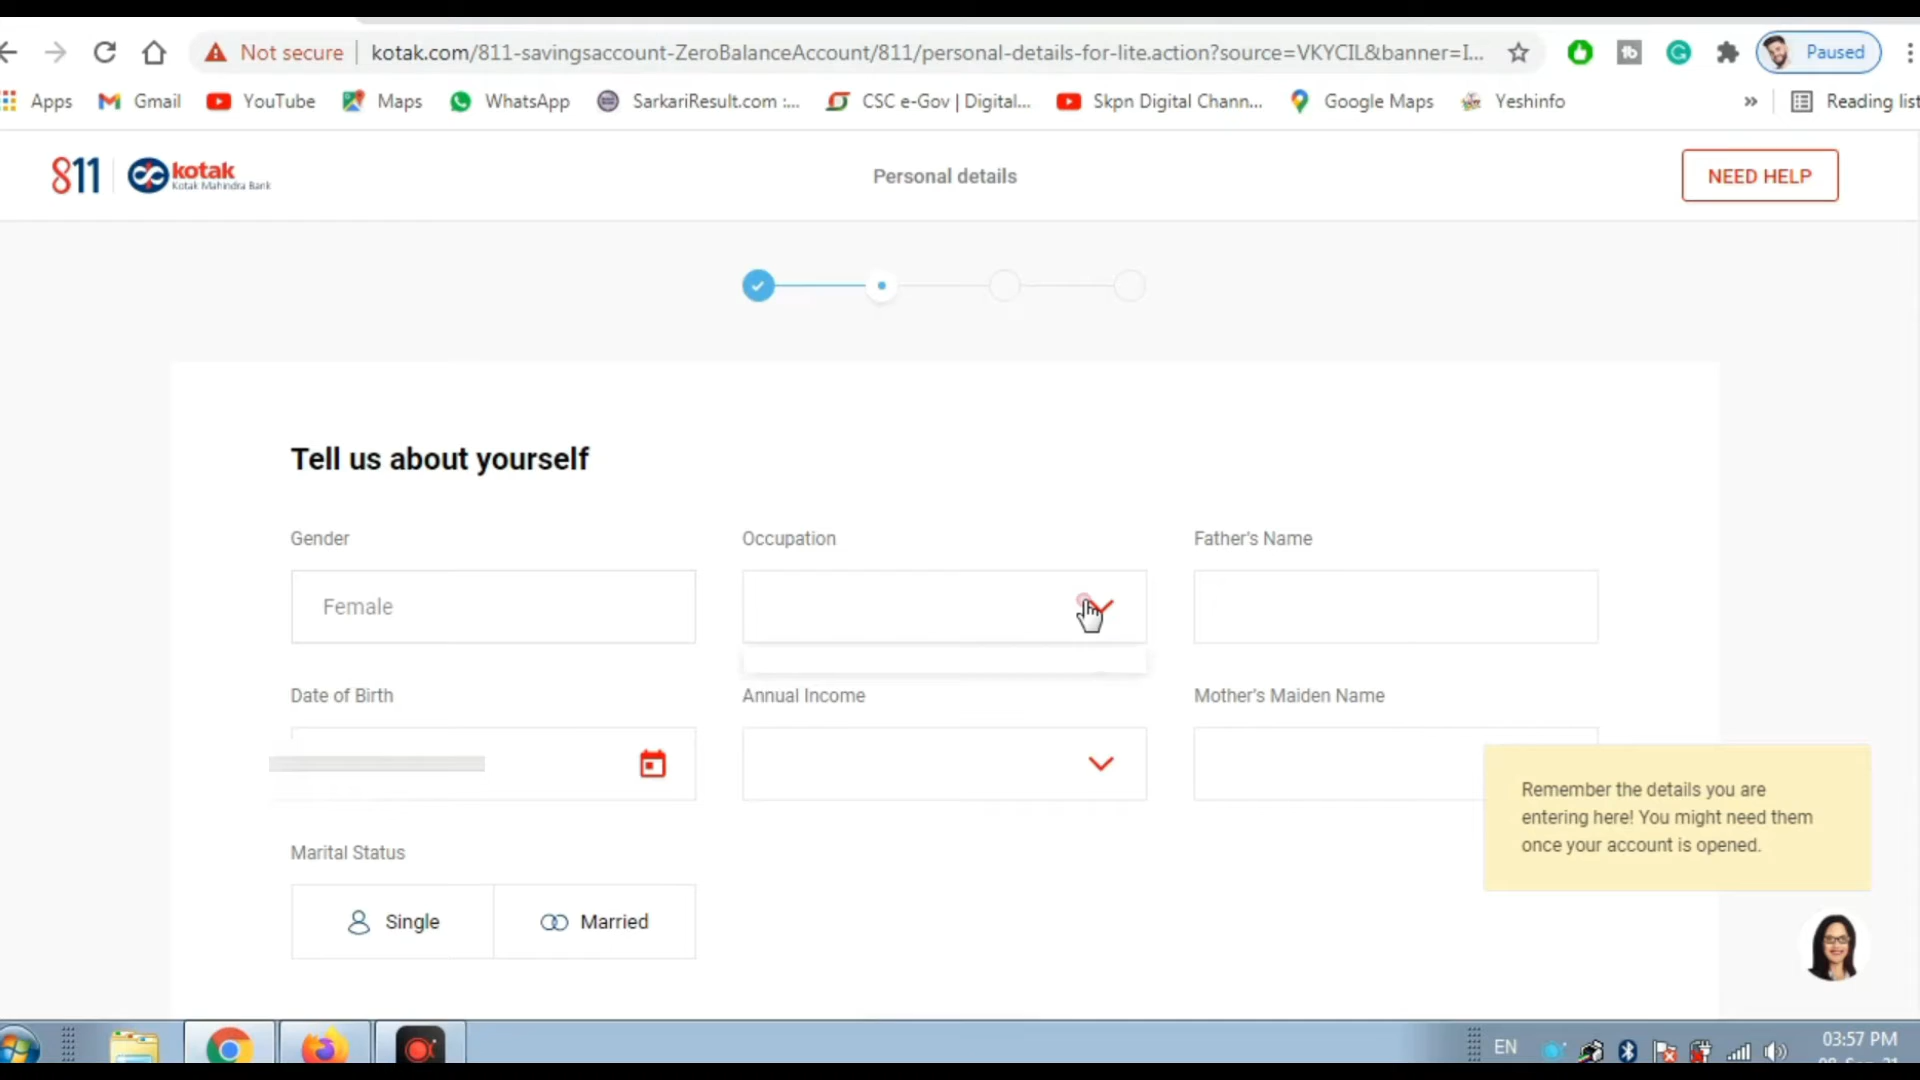 Not secure kotak.com/811-savingsaccount-ZeroBalanceAccount/811/personal-details-for-lite.action?source=VKYCIL&banner=I... Paused
Apps Gmail YouTube Maps WhatsApp SarkariResult.com :... CSC e-Gov | Digital... Skpn Digital Chann... Google Maps Yeshinfo » Reading list
811 kotak Kotak Mahindra Bank Personal details NEED HELP
Tell us about yourself
Gender Occupation Father's Name
Female
Date of Birth Annual Income Mother's Maiden Name
Remember the details you are
entering here! You might need them
once your account is opened.
Marital Status
Single Married
EN 03:57 PM